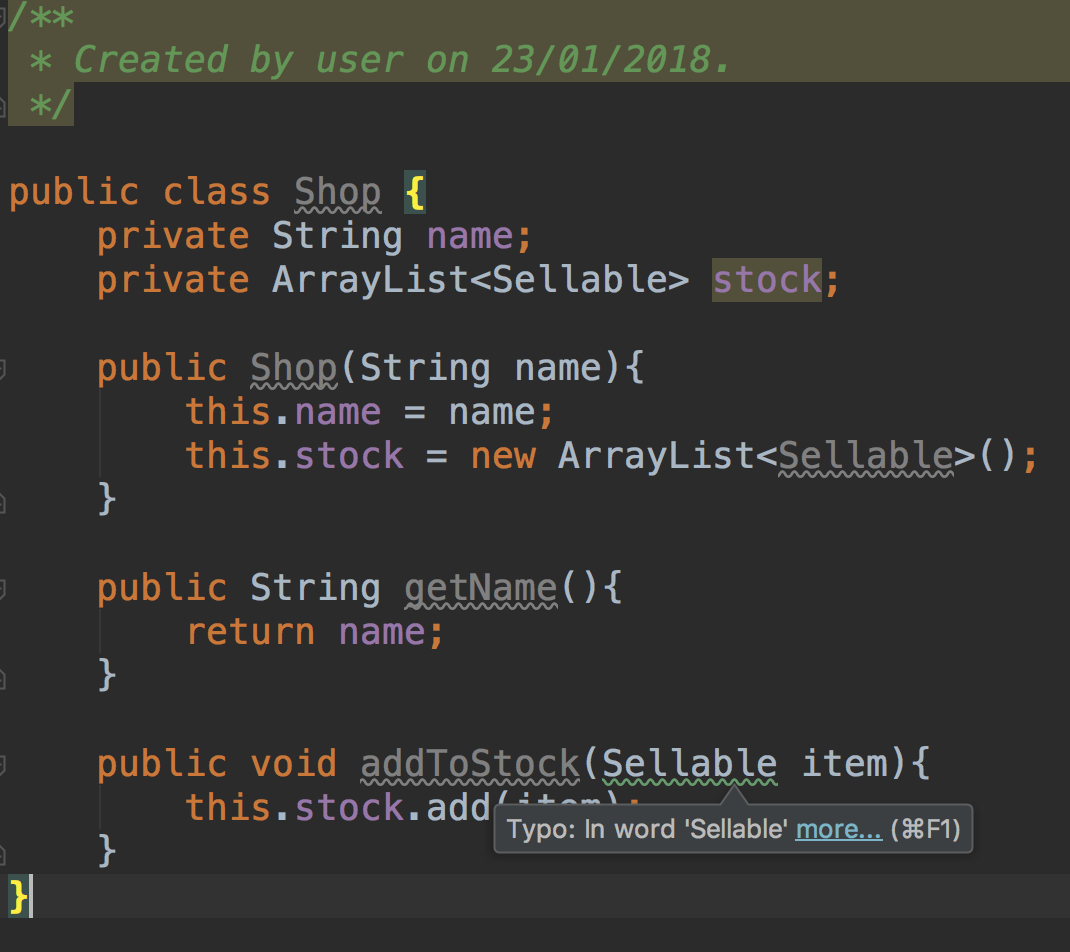 /**
 * Created by user on 23/01/2018.
 */
public class Shop {
    private String name;
    private ArrayList<Sellable> stock;
    public Shop(String name){
        this.name = name;
        this.stock = new ArrayList<Sellable>();
    }
    public String getName(){
        return name;
    }
    public void addToStock(Sellable item){
        this.stock.add(item);
Typo: In word 'Sellable' more... (⌘F1)
    }
}